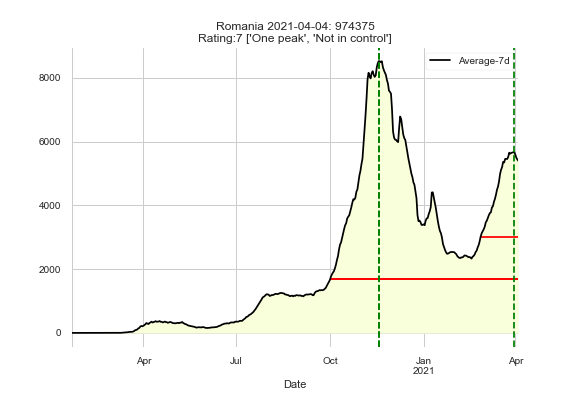 Romania 2021-04-04: 974375
Rating:7 ['One peak', 'Not in control']
Average-7d
8000
6000
4000
2000
0
Apr
Jul
Oct
Jan
2021
Apr
Date